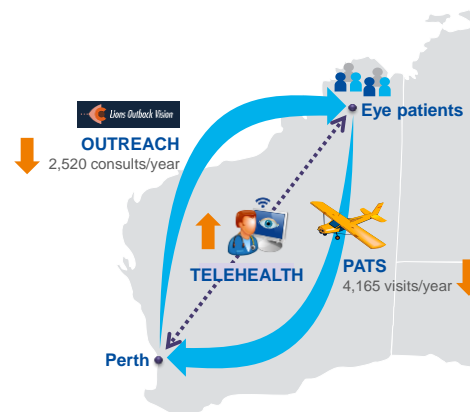 Lions Outback Vision
OUTREACH
2,520 consults/year
Eye patients
TELEHEALTH
PATS
4,165 visits/year
Perth